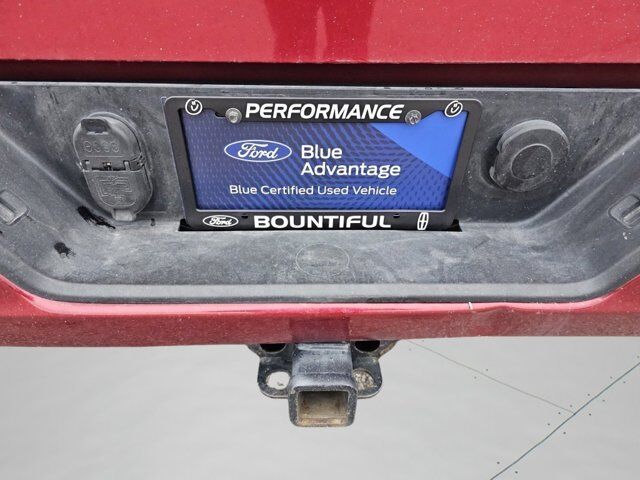 PERFORMANCE
Ford
Blue
Advantage
Blue Certified Used Vehicle
Ford
BOUNTIFUL